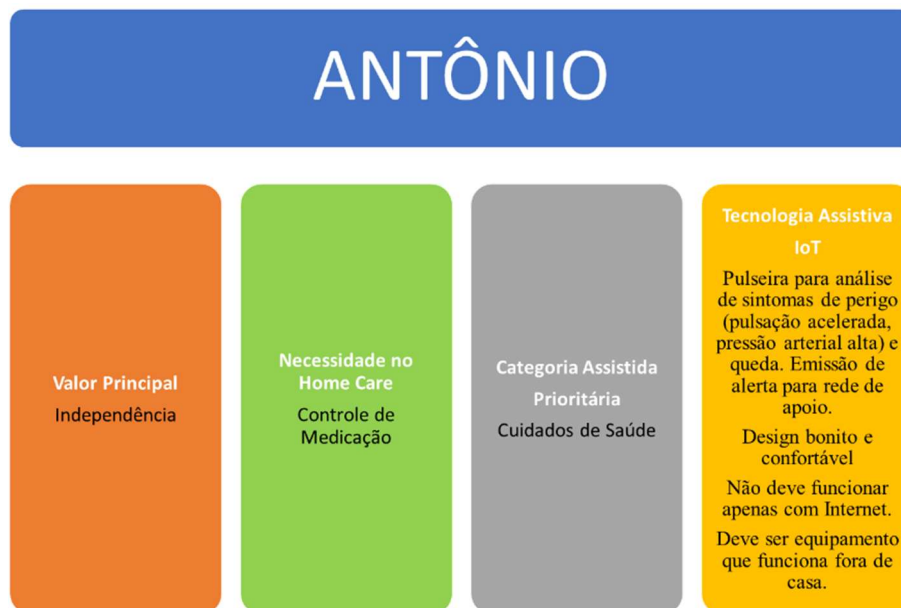 ANTÔNIO
Valor Principal
Independência
Necessidade no
Home Care
Controle de
Medicação
Categoria Assistida
Prioritária
Cuidados de Saúde
Tecnologia Assistiva
IoT
Pulseira para análise
de sintomas de perigo
(pulsação acelerada,
pressão arterial alta) e
queda. Emissão de
alerta para rede de
apoio.
Design bonito e
confortável
Não deve funcionar
apenas com Internet.
Deve ser equipamento
que funciona fora de
casa.